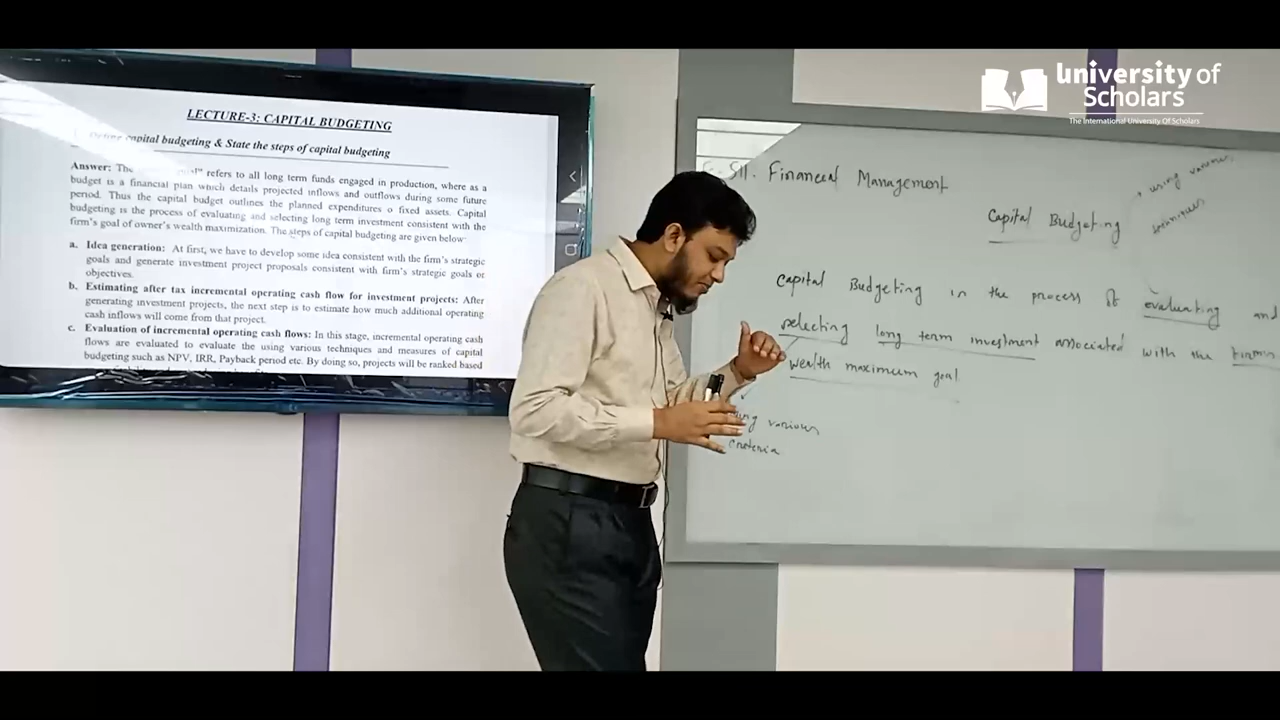 LECTURE-3: CAPITAL BUDGETING
capital budgeting & State the steps of capital budgeting
Answer: The refers to all long term funds engaged in production, where as a
budget is a financial plan which details projected inflows and outflows during some future
period. Thus the capital budget outlines the planned expenditures o fixed assets. Capital
budgeting is the process of evaluating and selecting long term investment consistent with the
firm's goal of owner's wealth maximization. The steps of capital budgeting are given below
a. Idea generation: At first, we have to develop some idea consistent with the firm's strategic
goals and generate investment project proposals consistent with firm's strategic goals or
objectives.
b. Estimating after tax incremental operating cash flow for investment projects: After
generating investment projects, the next step is to estimate how much additional operating
cash inflows will come from that project.
c. Evaluation of incremental operating cash flows: In this stage, incremental operating cash
flows are evaluated to evaluate the using various techniques and measures of capital
budgeting such as NPV, IRR, Payback period etc. By doing so, projects will be ranked based
University of
Scholars
The International University Of Scholars
511. Financial Management
using various
Capital Budgeting
techniques
Capital Budgeting is the process of evaluating and
selecting long term investment associated with the firms
wealth maximum goal
various
criteria